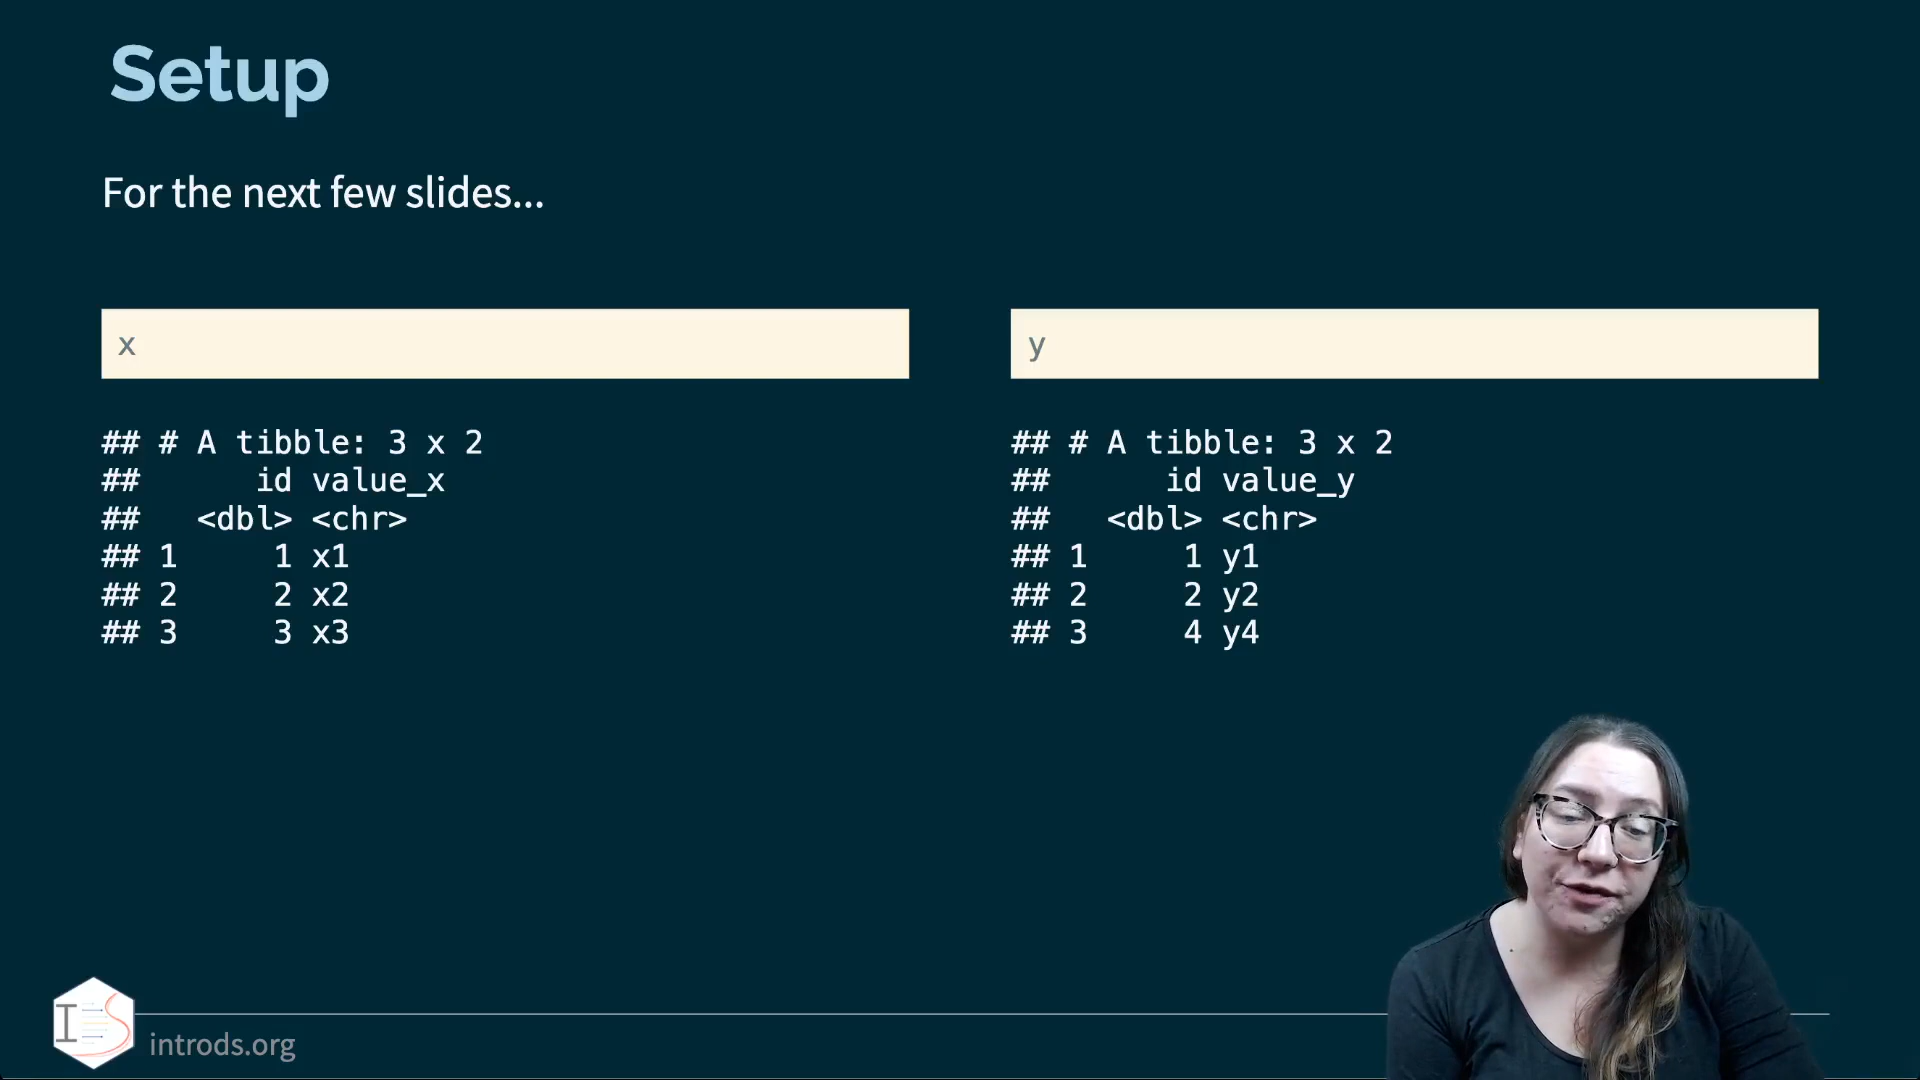 Setup
For the next few slides...
x
## # A tibble: 3 x 2
##      id value_x
##   <dbl> <chr>
## 1     1 x1
## 2     2 x2
## 3     3 x3
y
## # A tibble: 3 x 2
##      id value_y
##   <dbl> <chr>
## 1     1 y1
## 2     2 y2
## 3     4 y4
IDS
introds.org